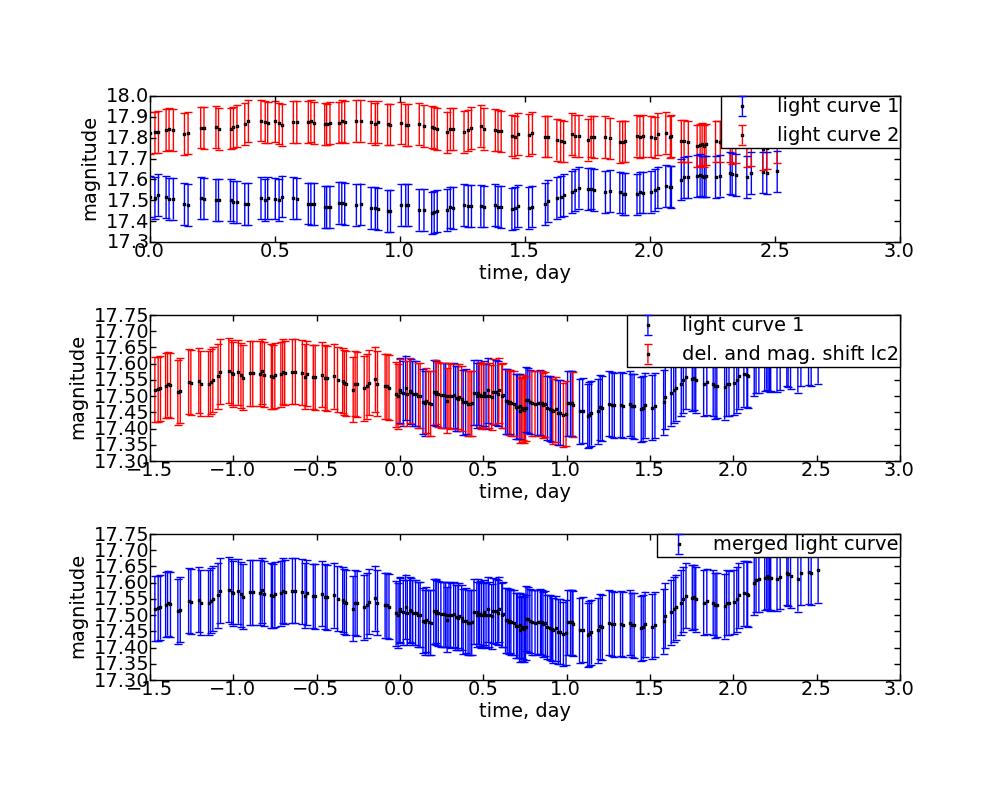 18.0
17.9
17.8
17.7
17.6
17.5
17.4
17.3
magnitude
light curve 1
light curve 2
0.0 0.5 1.0 1.5 2.0 2.5 3.0
time, day
17.75
17.70
17.65
17.60
17.55
17.50
17.45
17.40
17.35
17.30
magnitude
light curve 1
del. and mag. shift lc2
−1.5 −1.0 −0.5 0.0 0.5 1.0 1.5 2.0 2.5 3.0
time, day
17.75
17.70
17.65
17.60
17.55
17.50
17.45
17.40
17.35
17.30
magnitude
merged light curve
−1.5 −1.0 −0.5 0.0 0.5 1.0 1.5 2.0 2.5 3.0
time, day